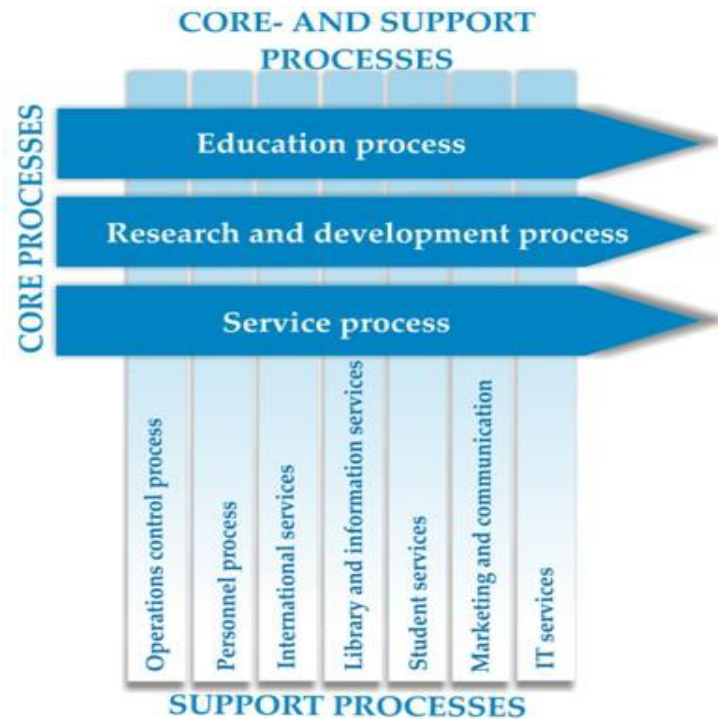 CORE- AND SUPPORT
PROCESSES
CORE PROCESSES
Education process
Research and development process
Service process
Operations control process
Personnel process
International services
Library and information services
Student services
Marketing and communication
IT services
SUPPORT PROCESSES